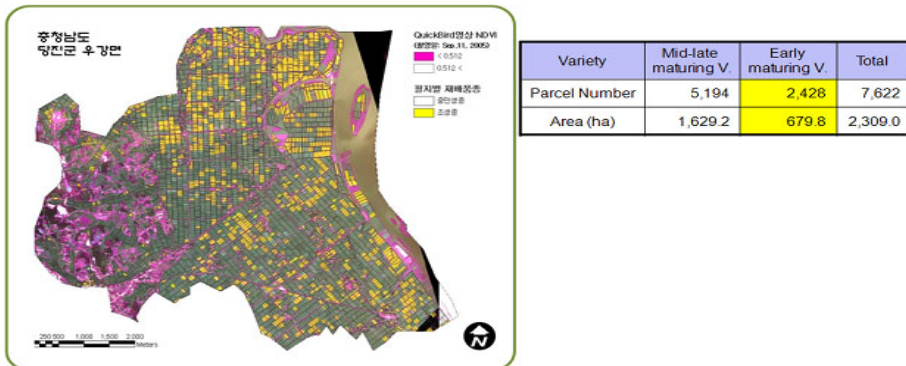 충청남도
당진군 우강면
QuickBird영상 NDVI
(촬영일: Sep.11, 2005)
< 0.512
0.512 <
필지별 재배품종
중만생종
조생종
250 500 1,000 1,500 2,000
Meters
N
Variety Mid-late maturing V. Early maturing V. Total
Parcel Number 5,194 2,428 7,622
Area (ha) 1,629.2 679.8 2,309.0